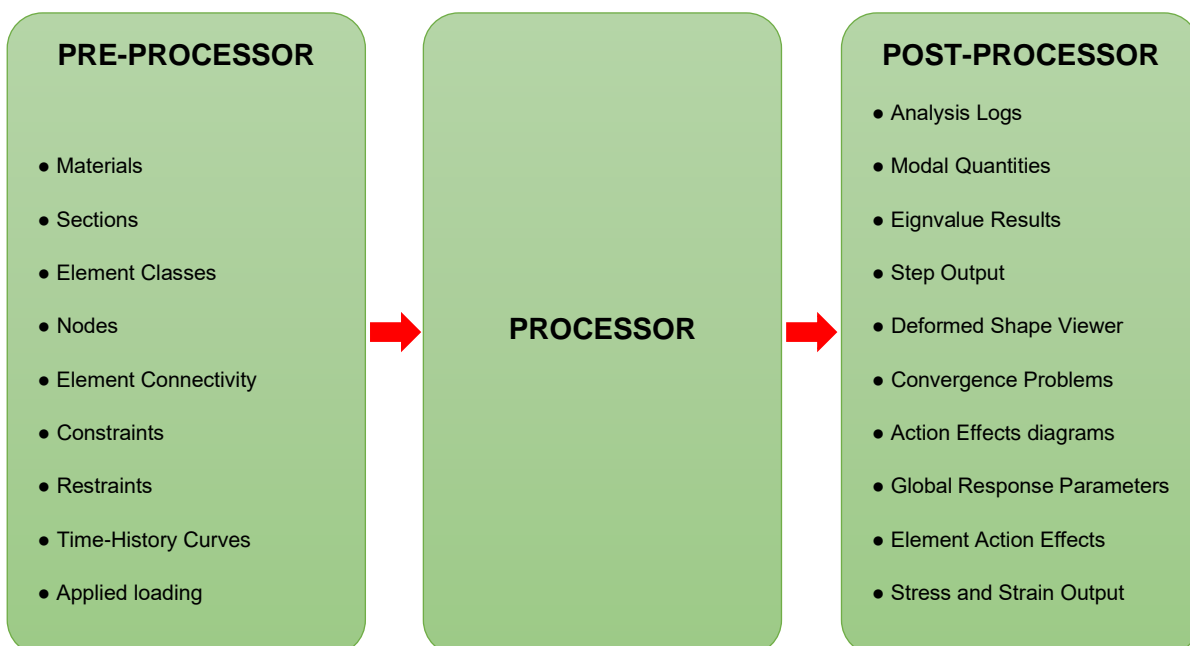 PRE-PROCESSOR
● Materials
● Sections
● Element Classes
● Nodes
● Element Connectivity
● Constraints
● Restraints
● Time-History Curves
● Applied loading
PROCESSOR
POST-PROCESSOR
● Analysis Logs
● Modal Quantities
● Eignvalue Results
● Step Output
● Deformed Shape Viewer
● Convergence Problems
● Action Effects diagrams
● Global Response Parameters
● Element Action Effects
● Stress and Strain Output